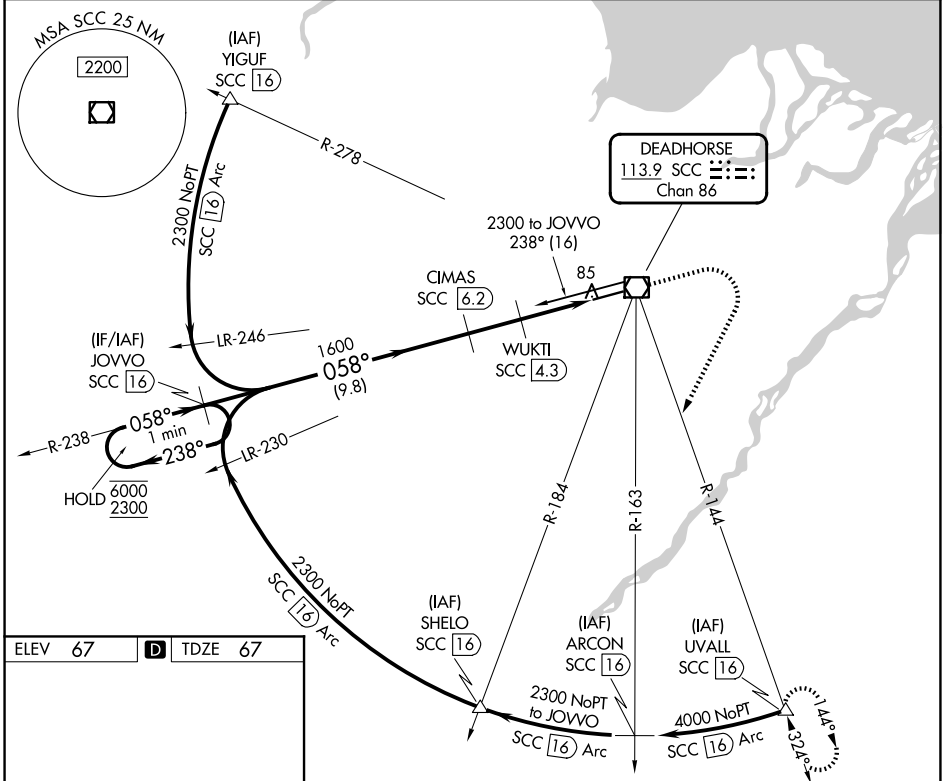 MSA SCC 25 NM
2200
(IAF)
YIGUF
SCC 16
R-278
2300 NoPT
SCC 16 Arc
DEADHORSE
113.9 SCC
Chan 86
2300 to JOVVO
238° (16)
85
CIMAS
SCC 6.2
WUKTI
SCC 4.3
LR-246
(IF/IAF)
JOVVO
SCC 16
1600
058°
(9.8)
R-238
058°
1 min
238°
LR-230
HOLD 6000
2300
2300 NoPT
SCC 16 Arc
R-184
R-163
R-144
(IAF)
SHELO
SCC 16
(IAF)
ARCON
SCC 16
(IAF)
UVALL
SCC 16
2300 NoPT
to JOVVO
SCC 16 Arc
4000 NoPT
SCC 16 Arc
144°
324°
ELEV 67 D TDZE 67